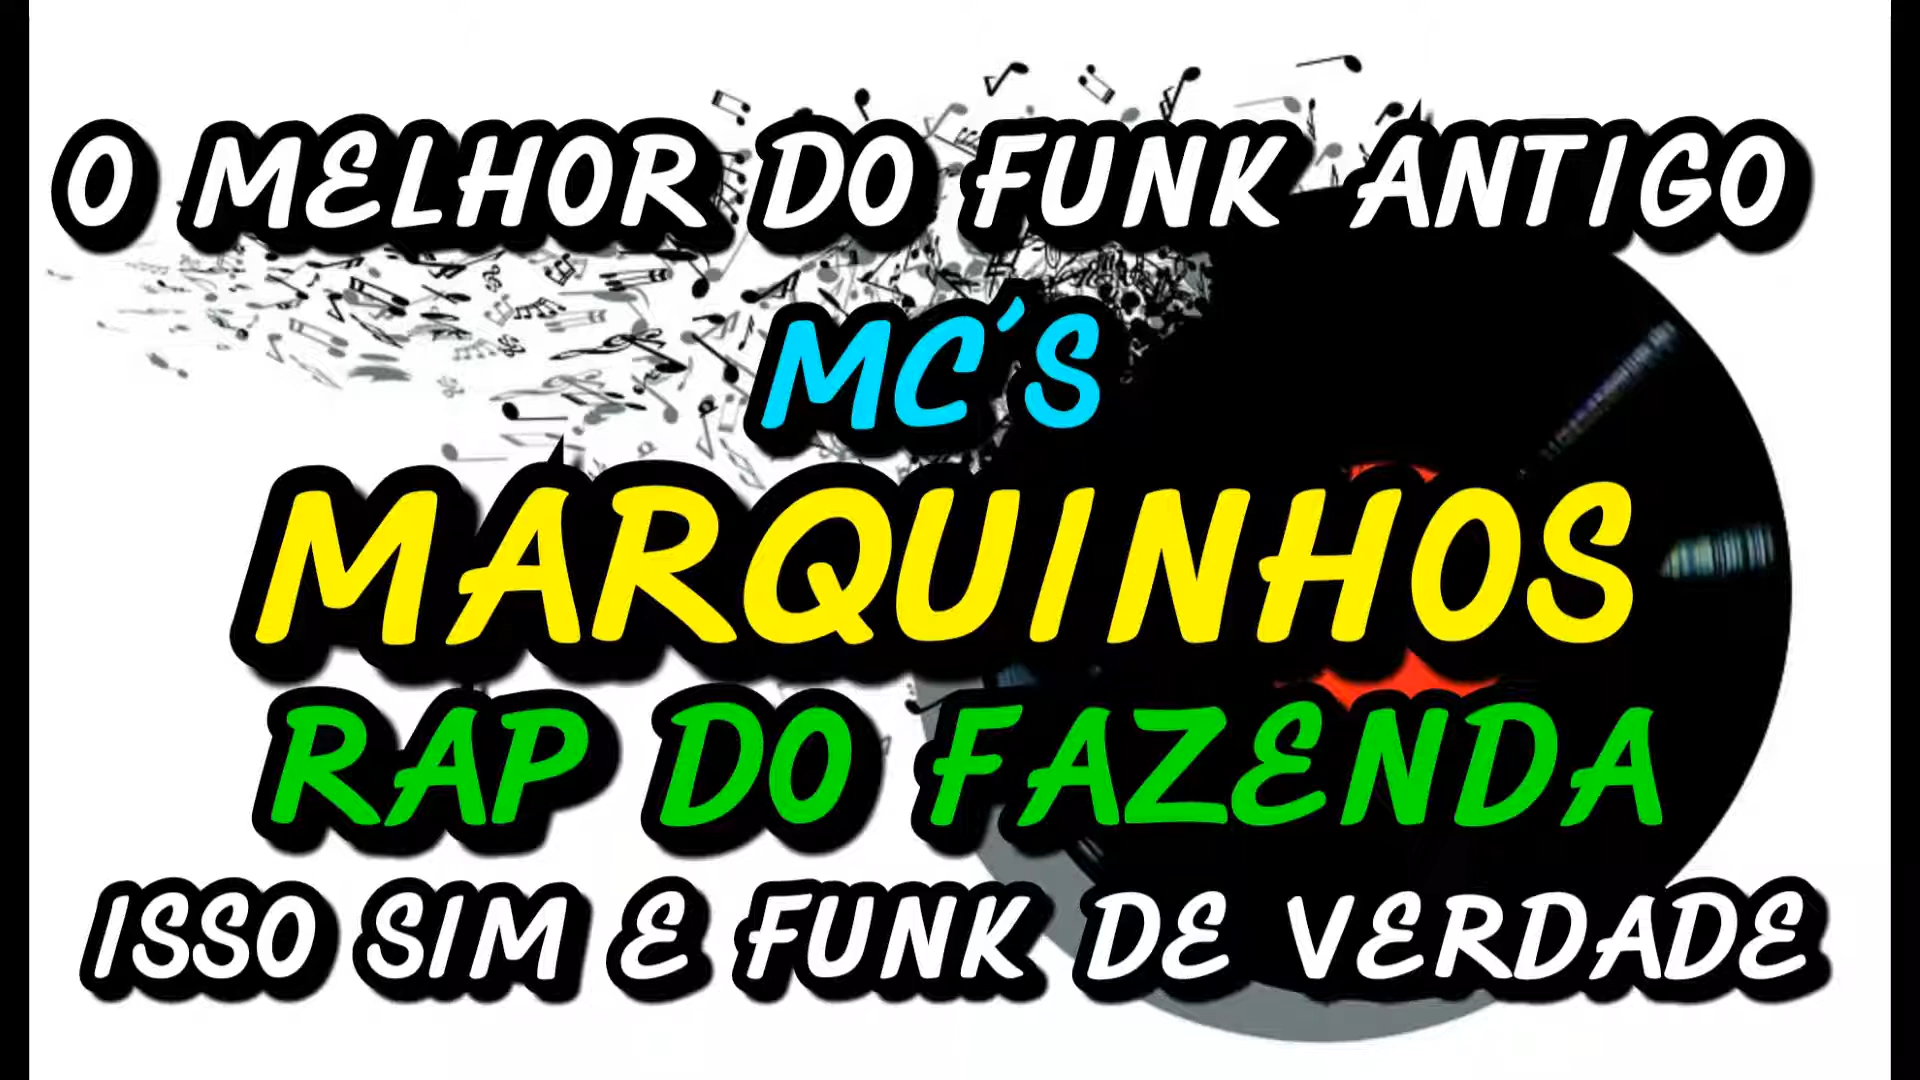 O MELHOR DO FUNK ANTIGO
MC'S
MARQUINHOS
RAP DO FAZENDA
ISSO SIM E FUNK DE VERDADE